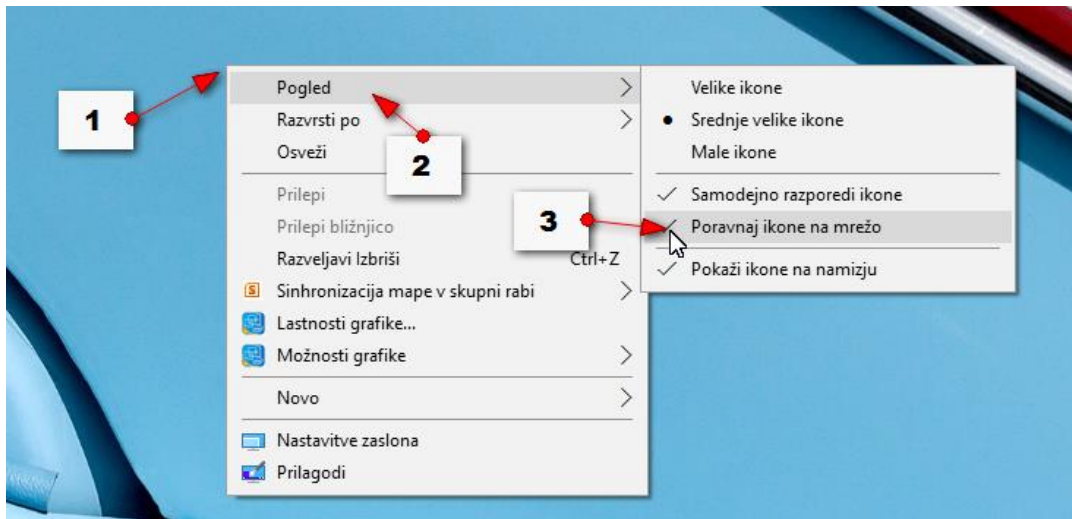 1
Pogled
2
Razvrsti po
Osveži
Prilepi
Prilepi bližnjico
Razveljavi Izbriši Ctrl+Z
Sinhronizacija mape v skupni rabi
Lastnosti grafike...
Možnosti grafike
Novo
Nastavitve zaslona
Prilagodi
Velike ikone
Srednje velike ikone
Male ikone
Samodejno razporedi ikone
3
Poravnaj ikone na mrežo
Pokaži ikone na namizju